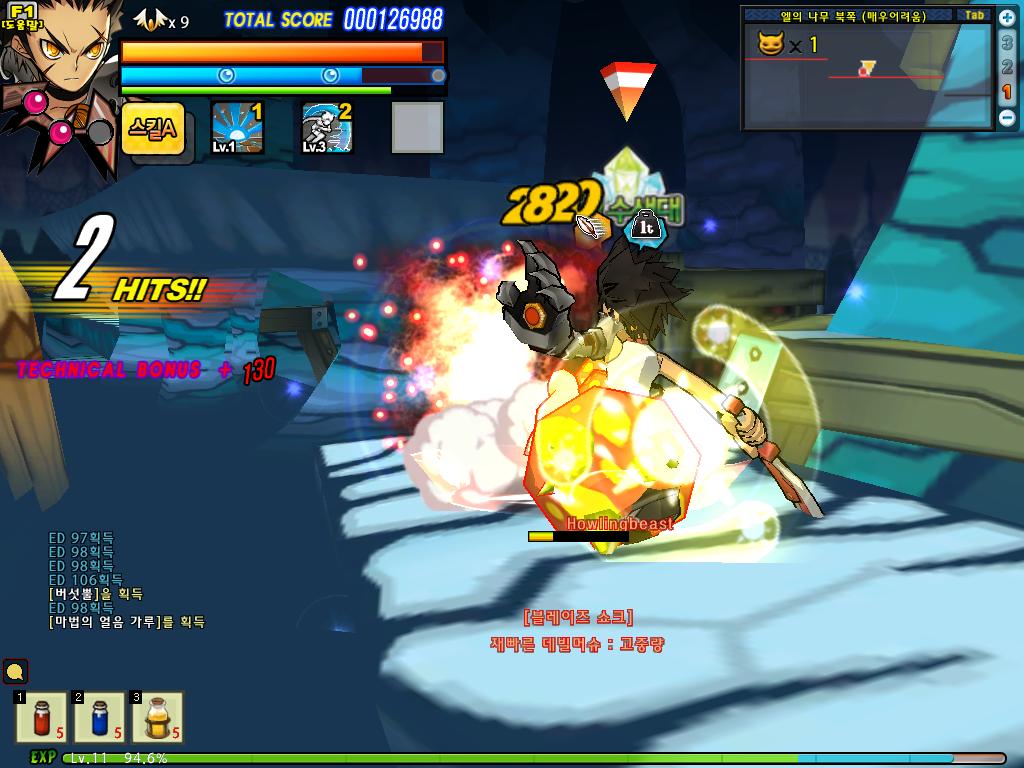 F1
[도움말]
x 9
TOTAL SCORE 000126988
스킬A
1
Lv.1
2
Lv.3
엘의 나무 북쪽 (매우어려움)
Tab
x 1
3
2
1
2820
1t
2 HITS!!
TECHNICAL BONUS + 130
Howlingbeast
ED 97획득
ED 98획득
ED 98획득
ED 106획득
[버섯뿔]을 획득
ED 98획득
[마법의 얼음 가루]를 획득
[블레이즈 쇼크]
재빠른 데빌머슈 : 고중량
1 5
2 5
3 5
EXP Lv.11 94.6%